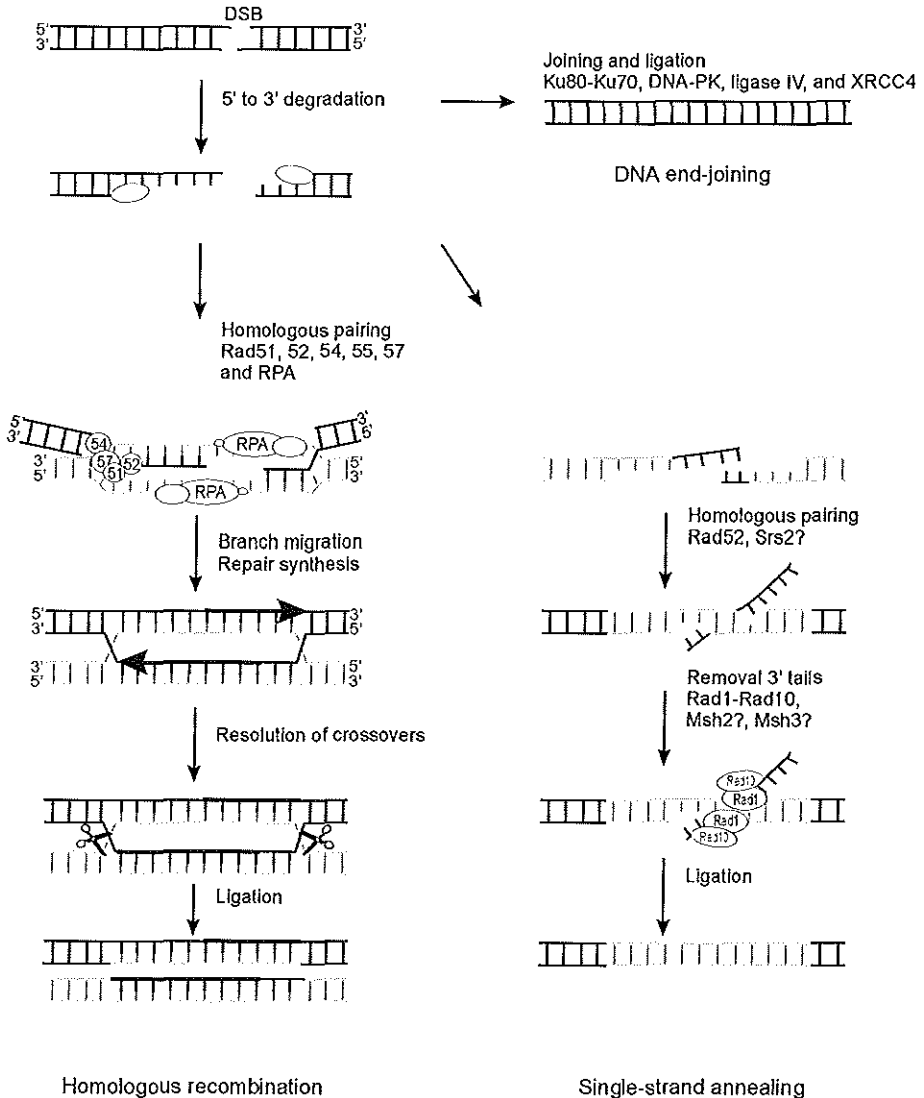 DSB
5' 3'
3' 5'
5' to 3' degradation
Joining and ligation
Ku80-Ku70, DNA-PK, ligase IV, and XRCC4
DNA end-joining
Homologous pairing
Rad51, 52, 54, 55, 57
and RPA
5' 3'
3' 5'
54
RPA
3' 57 52 5'
5' 51 3'
RPA
Branch migration
Repair synthesis
5' 3'
3' 5'
3' 5'
5' 3'
Resolution of crossovers
Ligation
Homologous recombination
Homologous pairing
Rad52, Srs2?
Removal 3' tails
Rad1-Rad10,
Msh2?, Msh3?
Rad10
Rad1
Rad1
Rad10
Ligation
Single-strand annealing